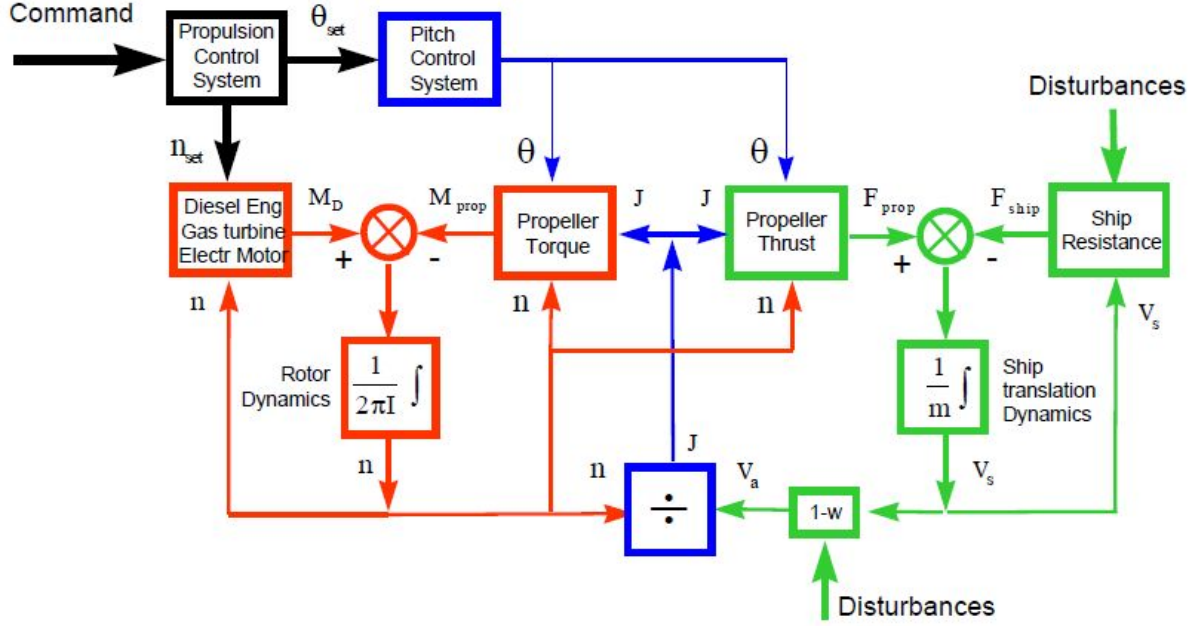 Command
θset
Propulsion
Control
System
Pitch
Control
System
Disturbances
nset
θ
θ
Diesel Eng
Gas turbine
Electr Motor
MD
+
Mprop
-
Propeller
Torque
J
J
Propeller
Thrust
Fprop
+
Fship
-
Ship
Resistance
n
n
n
Vs
Rotor
Dynamics
1
2πI
∫
1
m
∫
Ship
translation
Dynamics
n
n
J
÷
Va
1-w
Vs
Disturbances